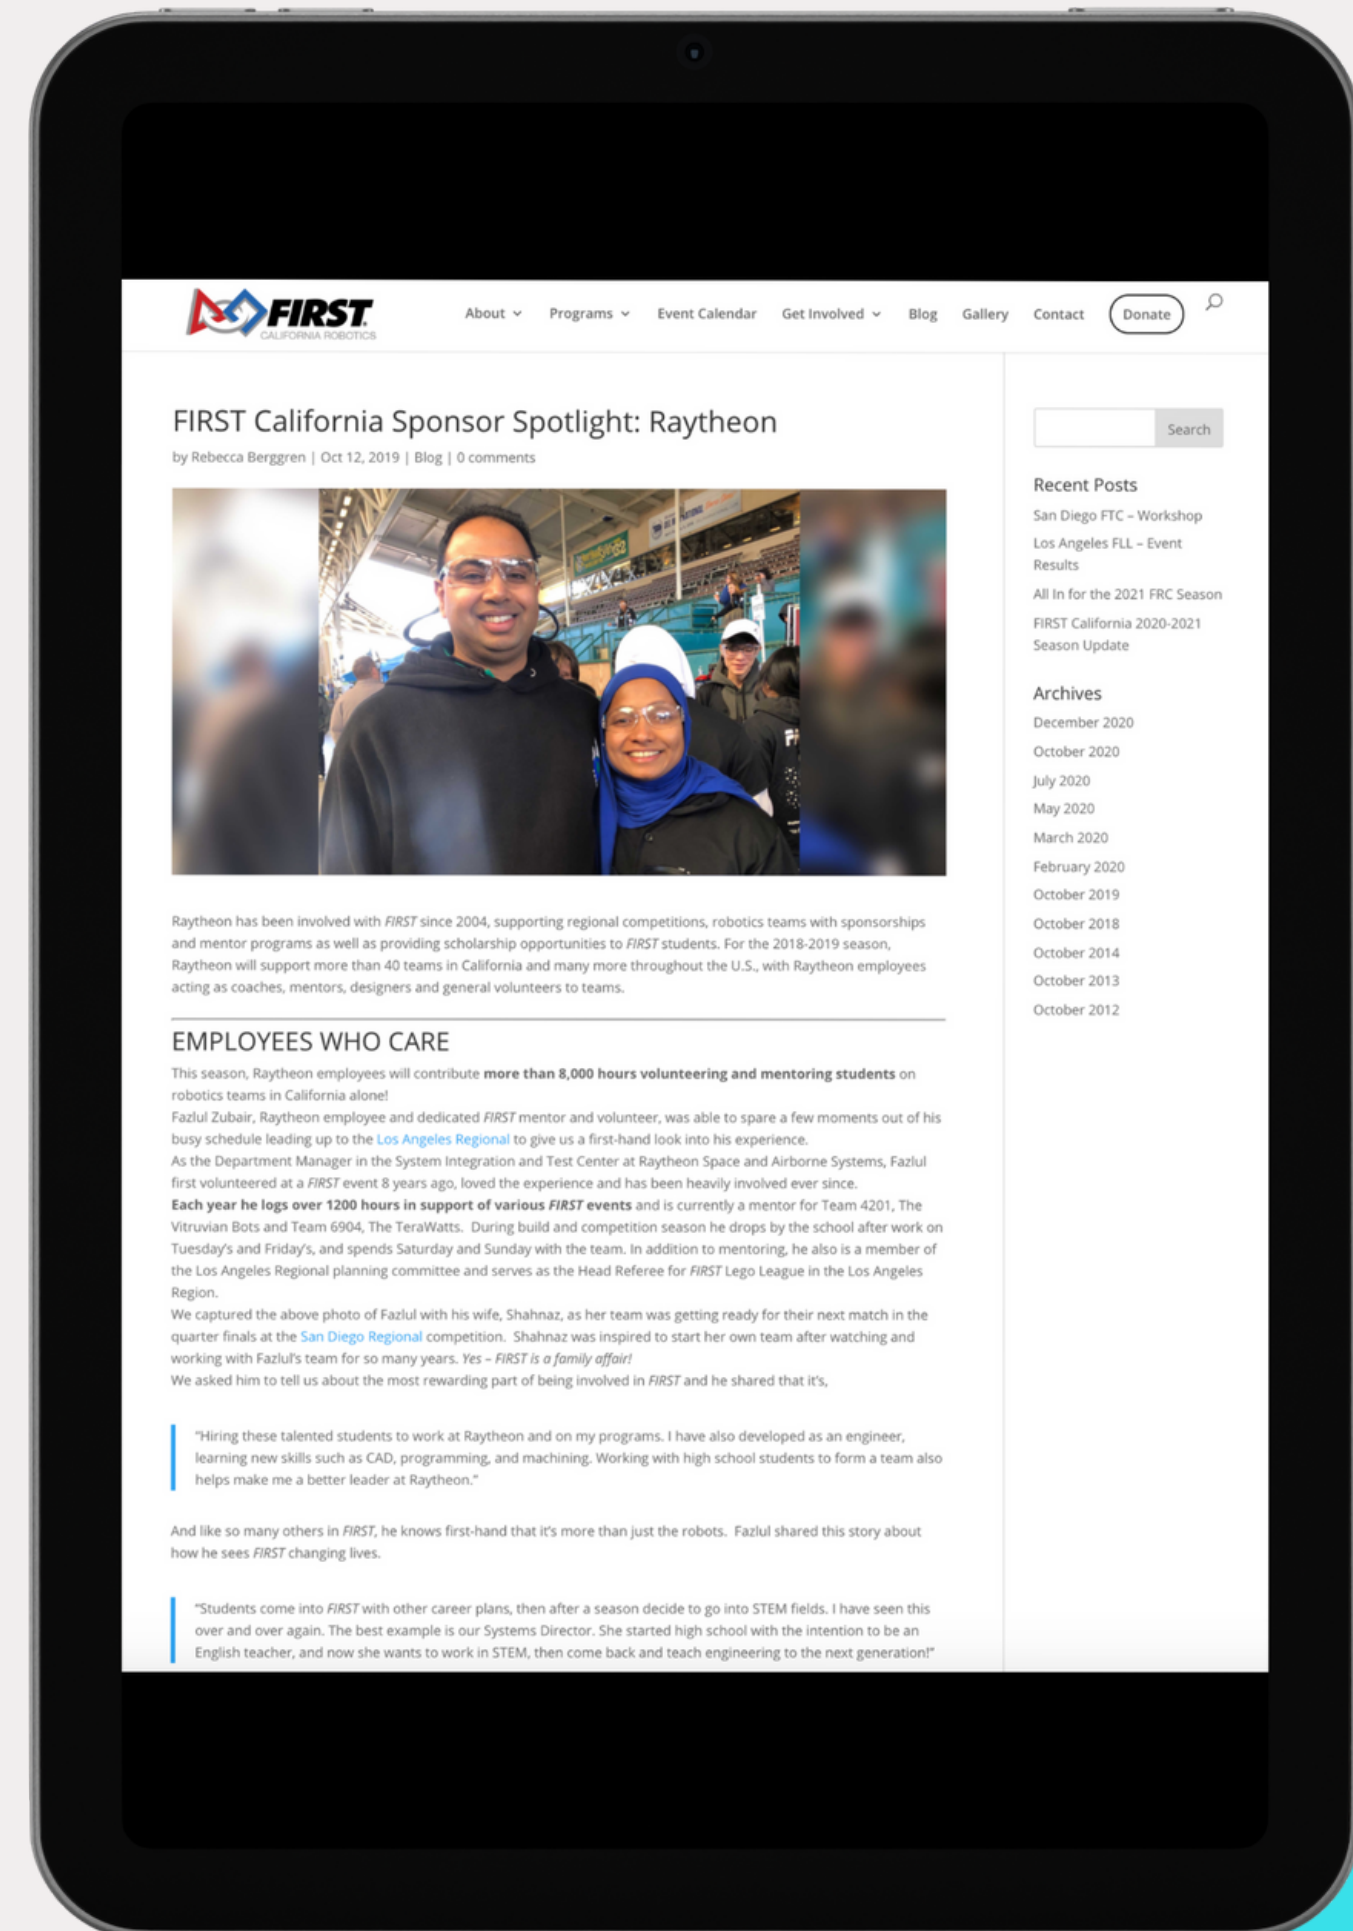 FIRST
CALIFORNIA ROBOTICS
About
Programs
Event Calendar
Get Involved
Blog
Gallery
Contact
Donate
FIRST California Sponsor Spotlight: Raytheon
by Rebecca Berggren | Oct 12, 2019 | Blog | 0 comments
Raytheon has been involved with FIRST since 2004, supporting regional competitions, robotics teams with sponsorships
and mentor programs as well as providing scholarship opportunities to FIRST students. For the 2018-2019 season,
Raytheon will support more than 40 teams in California and many more throughout the U.S., with Raytheon employees
acting as coaches, mentors, designers and general volunteers to teams.
EMPLOYEES WHO CARE
This season, Raytheon employees will contribute more than 8,000 hours volunteering and mentoring students on
robotics teams in California alone!
Fazlul Zubair, Raytheon employee and dedicated FIRST mentor and volunteer, was able to spare a few moments out of his
busy schedule leading up to the Los Angeles Regional to give us a first-hand look into his experience.
As the Department Manager in the System Integration and Test Center at Raytheon Space and Airborne Systems, Fazlul
first volunteered at a FIRST event 8 years ago, loved the experience and has been heavily involved ever since.
Each year he logs over 1200 hours in support of various FIRST events and is currently a mentor for Team 4201, The
Vitruvian Bots and Team 6904, The TeraWatts. During build and competition season he drops by the school after work on
Tuesday's and Friday's, and spends Saturday and Sunday with the team. In addition to mentoring, he also is a member of
the Los Angeles Regional planning committee and serves as the Head Referee for FIRST Lego League in the Los Angeles
Region.
We captured the above photo of Fazlul with his wife, Shahnaz, as her team was getting ready for their next match in the
quarter finals at the San Diego Regional competition. Shahnaz was inspired to start her own team after watching and
working with Fazlul's team for so many years. Yes – FIRST is a family affair!
We asked him to tell us about the most rewarding part of being involved in FIRST and he shared that it's,
"Hiring these talented students to work at Raytheon and on my programs. I have also developed as an engineer,
learning new skills such as CAD, programming, and machining. Working with high school students to form a team also
helps make me a better leader at Raytheon."
And like so many others in FIRST, he knows first-hand that it's more than just the robots. Fazlul shared this story about
how he sees FIRST changing lives.
"Students come into FIRST with other career plans, then after a season decide to go into STEM fields. I have seen this
over and over again. The best example is our Systems Director. She started high school with the intention to be an
English teacher, and now she wants to work in STEM, then come back and teach engineering to the next generation!"
Search
Recent Posts
San Diego FTC – Workshop
Los Angeles FLL – Event
Results
All In for the 2021 FRC Season
FIRST California 2020-2021
Season Update
Archives
December 2020
October 2020
July 2020
May 2020
March 2020
February 2020
October 2019
October 2018
October 2014
October 2013
October 2012